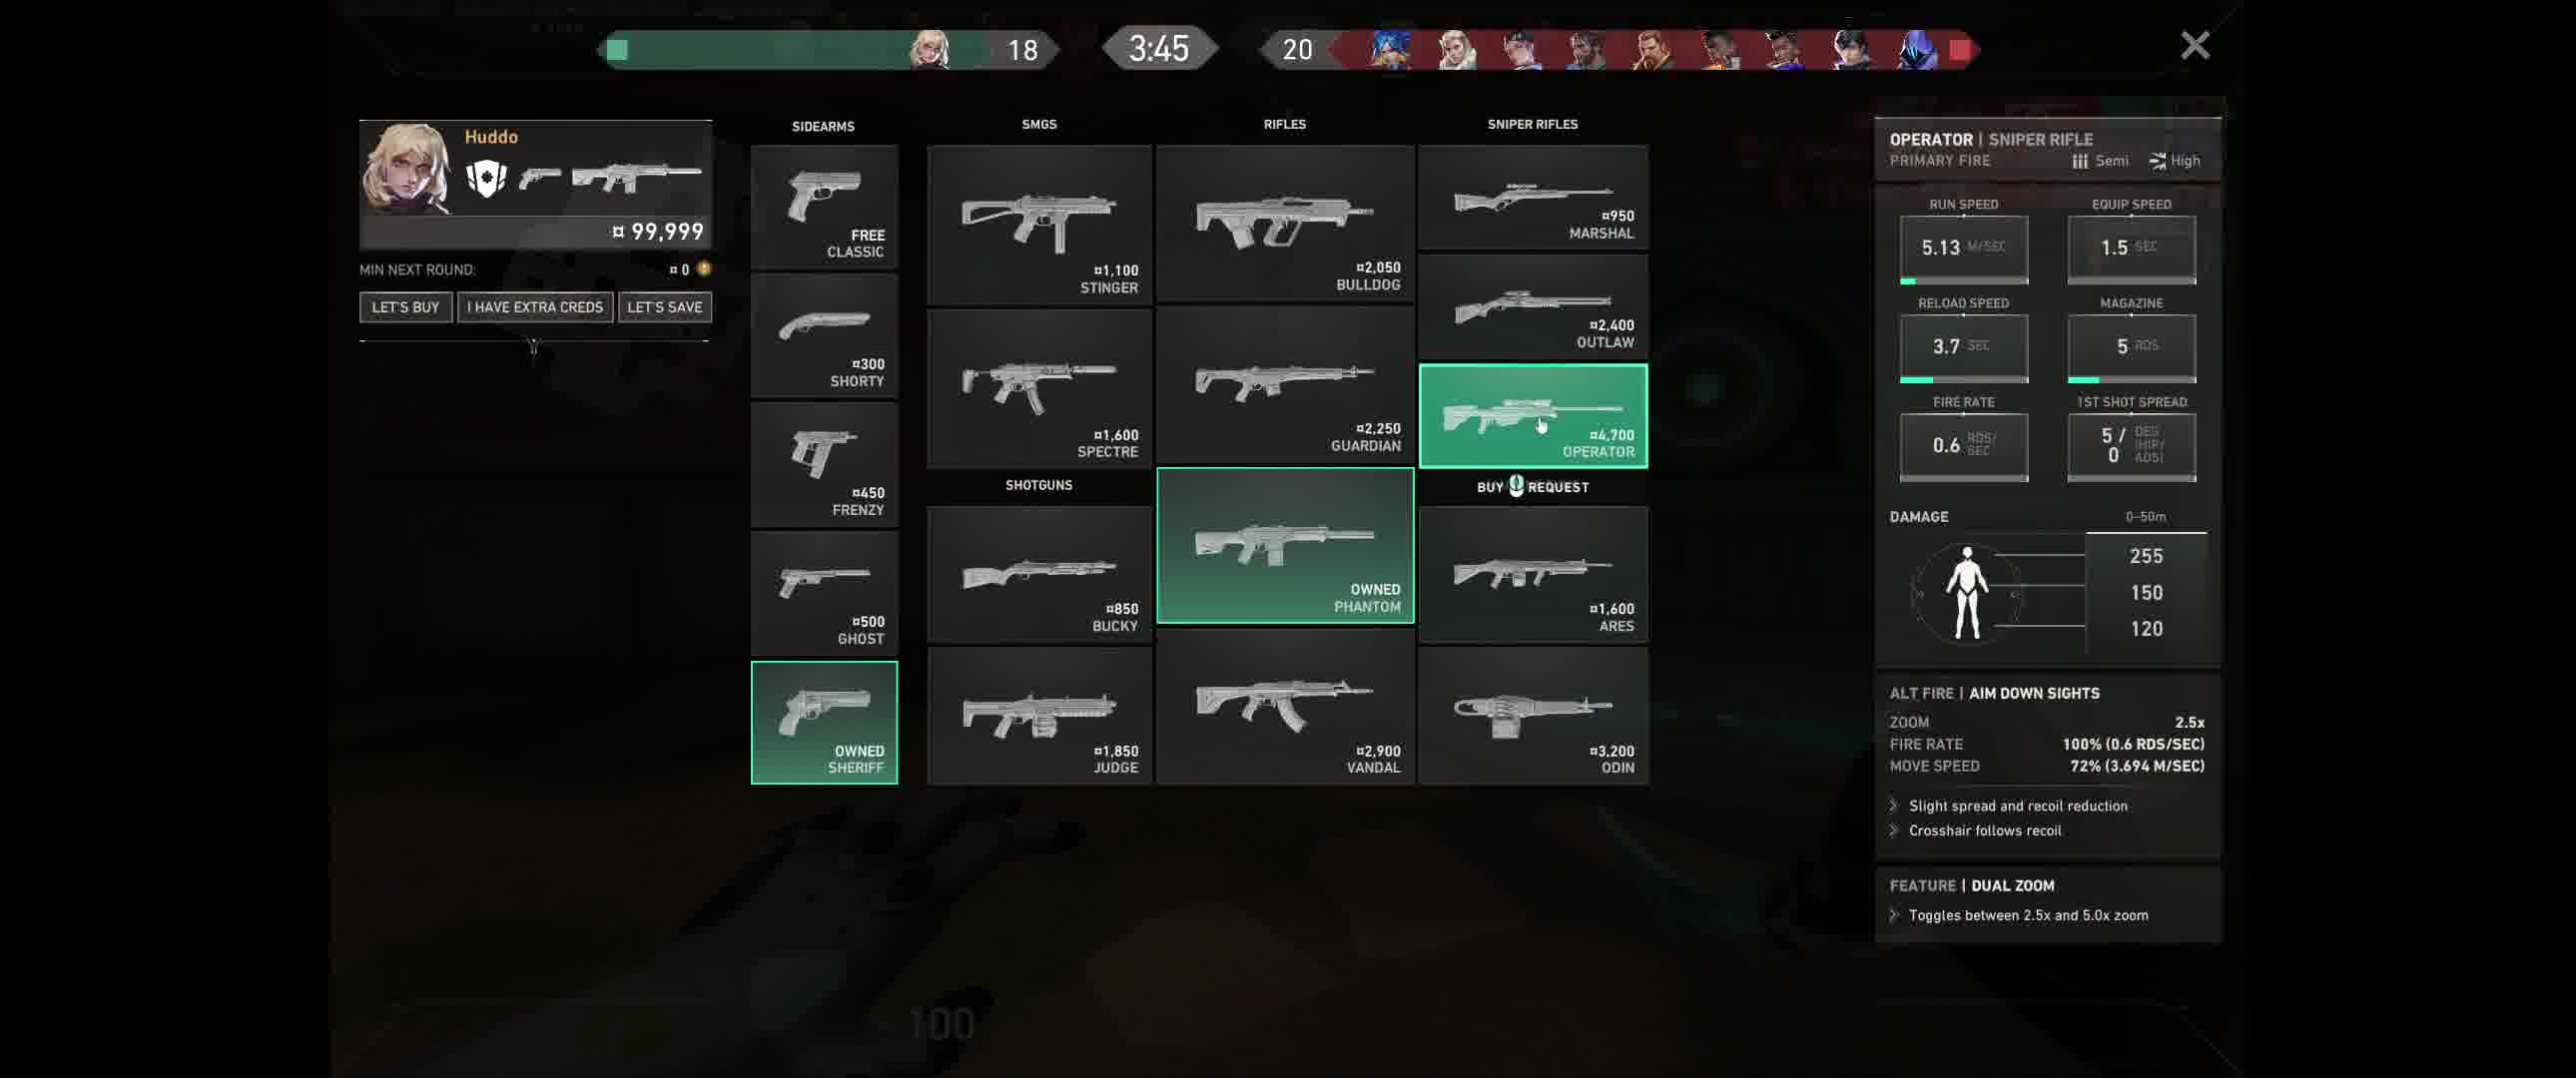 18
3:45
20
Huddo
¤ 99,999
MIN NEXT ROUND:
¤ 0
LET'S BUY
I HAVE EXTRA CREDS
LET'S SAVE
SIDEARMS
FREE
CLASSIC
¤300
SHORTY
¤450
FRENZY
¤500
GHOST
OWNED
SHERIFF
SMGS
¤1,100
STINGER
¤1,600
SPECTRE
SHOTGUNS
¤850
BUCKY
¤1,850
JUDGE
RIFLES
¤2,050
BULLDOG
¤2,250
GUARDIAN
OWNED
PHANTOM
¤2,900
VANDAL
SNIPER RIFLES
¤950
MARSHAL
¤2,400
OUTLAW
¤4,700
OPERATOR
BUY REQUEST
¤1,600
ARES
¤3,200
ODIN
OPERATOR | SNIPER RIFLE
PRIMARY FIRE Semi High
RUN SPEED EQUIP SPEED
5.13 M/SEC 1.5 SEC
RELOAD SPEED MAGAZINE
3.7 SEC 5 RDS
FIRE RATE 1ST SHOT SPREAD
0.6 RDS/SEC 5 / 0 DEG (HIP/ADS)
DAMAGE 0–50m
255
150
120
ALT FIRE | AIM DOWN SIGHTS
ZOOM 2.5x
FIRE RATE 100% (0.6 RDS/SEC)
MOVE SPEED 72% (3.694 M/SEC)
Slight spread and recoil reduction
Crosshair follows recoil
FEATURE | DUAL ZOOM
Toggles between 2.5x and 5.0x zoom
100